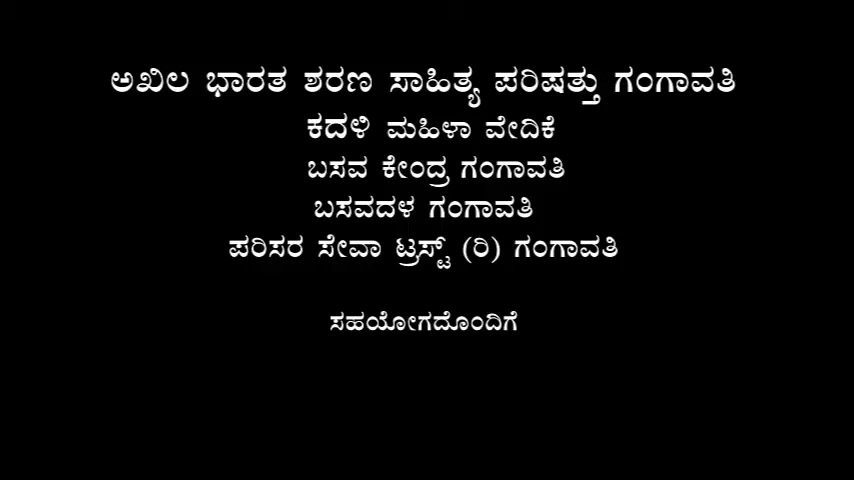 ಅಖಿಲ ಭಾರತ ಶರಣ ಸಾಹಿತ್ಯ ಪರಿಷತ್ತು ಗಂಗಾವತಿ
ಕದಳಿ ಮಹಿಳಾ ವೇದಿಕೆ
ಬಸವ ಕೇಂದ್ರ ಗಂಗಾವತಿ
ಬಸವದಳ ಗಂಗಾವತಿ
ಪರಿಸರ ಸೇವಾ ಟ್ರಸ್ಟ್ (ರಿ) ಗಂಗಾವತಿ
ಸಹಯೋಗದೊಂದಿಗೆ